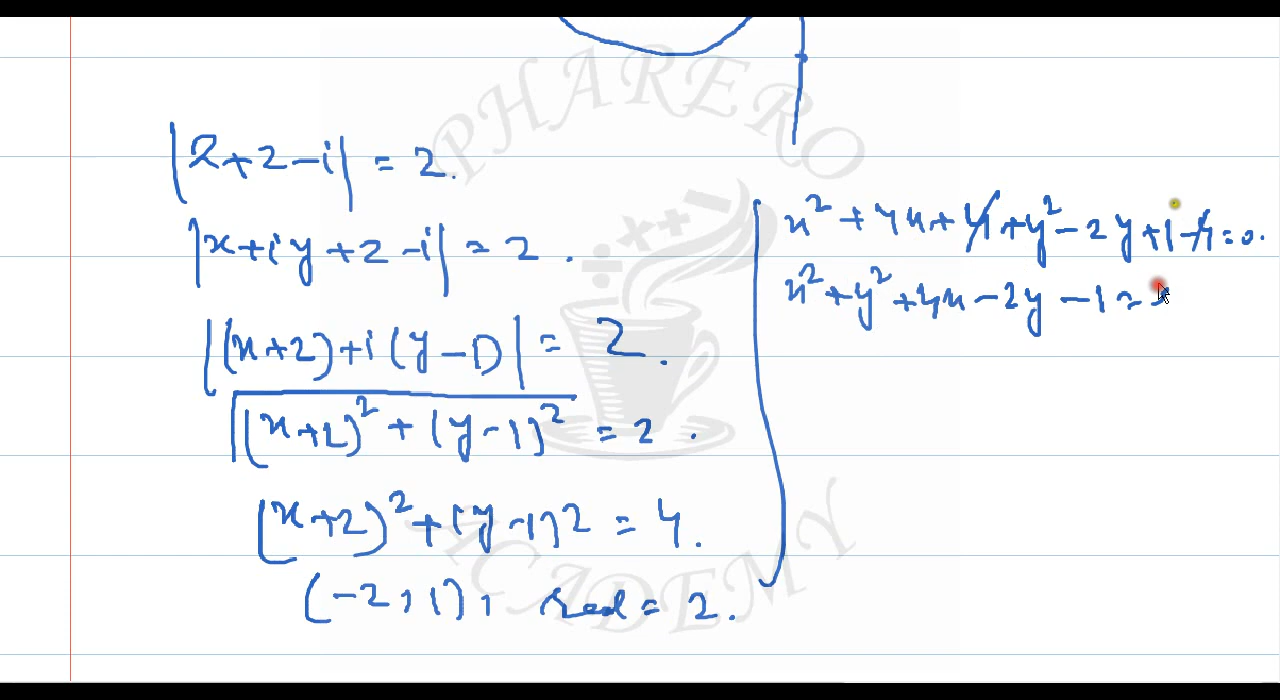 PHARERO
|z+2-i| = 2.
|x+iy+2-i| = 2.
|(x+2)+i(y-1)| = 2.
√(x+2)²+(y-1)² = 2.
(x+2)²+(y-1)2 = 4.
(-2,1), rad = 2.
x²+4x+4+y²-2y+1-4=0.
x²+y²+4x-2y-1=
ACADEMY